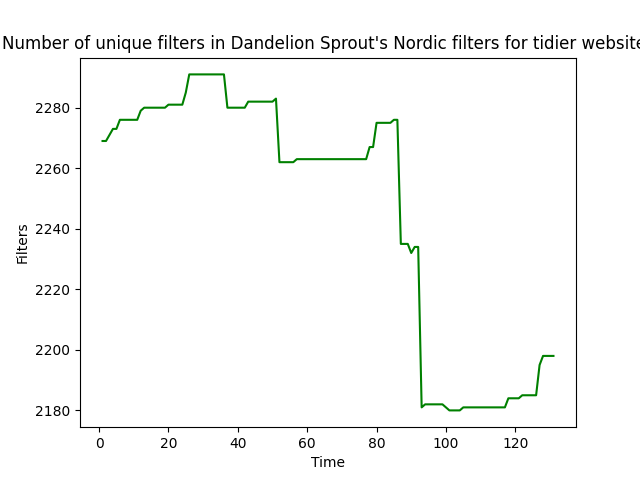 Number of unique filters in Dandelion Sprout's Nordic filters for tidier website
Filters
2280
2260
2240
2220
2200
2180
0 20 40 60 80 100 120
Time